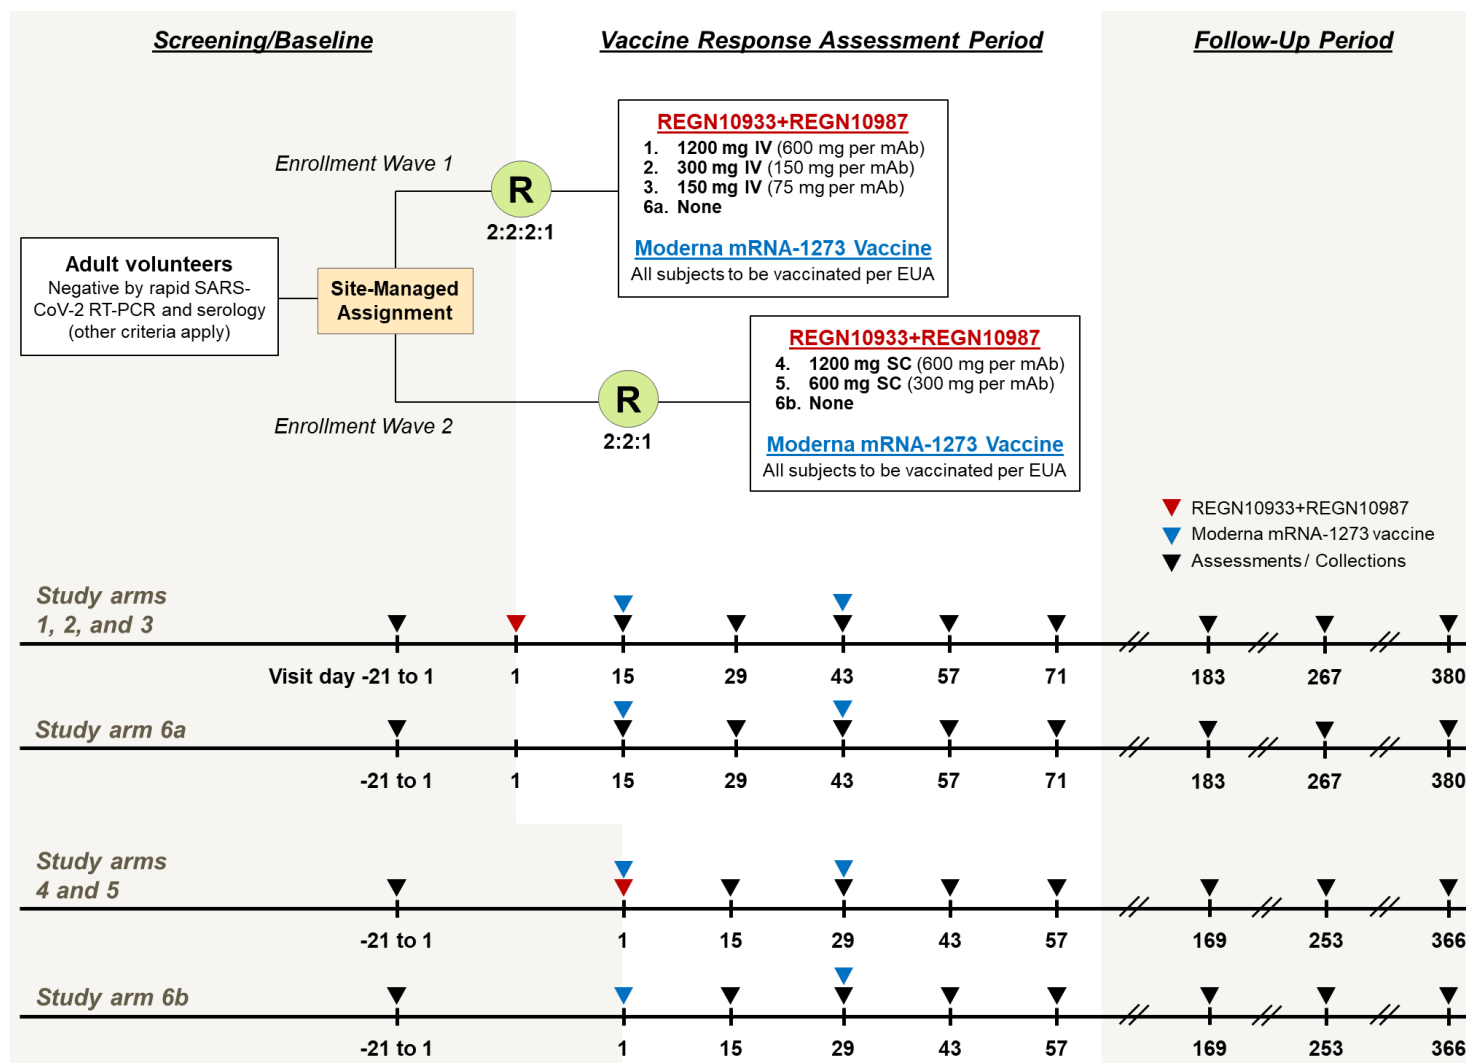 Screening/Baseline
Vaccine Response Assessment Period
Follow-Up Period
Enrollment Wave 1
R
2:2:2:1
REGN10933+REGN10987
1. 1200 mg IV (600 mg per mAb)
2. 300 mg IV (150 mg per mAb)
3. 150 mg IV (75 mg per mAb)
6a. None
Moderna mRNA-1273 Vaccine
All subjects to be vaccinated per EUA
Adult volunteers
Negative by rapid SARS-
CoV-2 RT-PCR and serology
(other criteria apply)
Site-Managed
Assignment
Enrollment Wave 2
R
2:2:1
REGN10933+REGN10987
4. 1200 mg SC (600 mg per mAb)
5. 600 mg SC (300 mg per mAb)
6b. None
Moderna mRNA-1273 Vaccine
All subjects to be vaccinated per EUA
REGN10933+REGN10987
Moderna mRNA-1273 vaccine
Assessments / Collections
Study arms
1, 2, and 3
Visit day -21 to 1 1 15 29 43 57 71 183 267 380
Study arm 6a
-21 to 1 1 15 29 43 57 71 183 267 380
Study arms
4 and 5
-21 to 1 1 15 29 43 57 169 253 366
Study arm 6b
-21 to 1 1 15 29 43 57 169 253 366